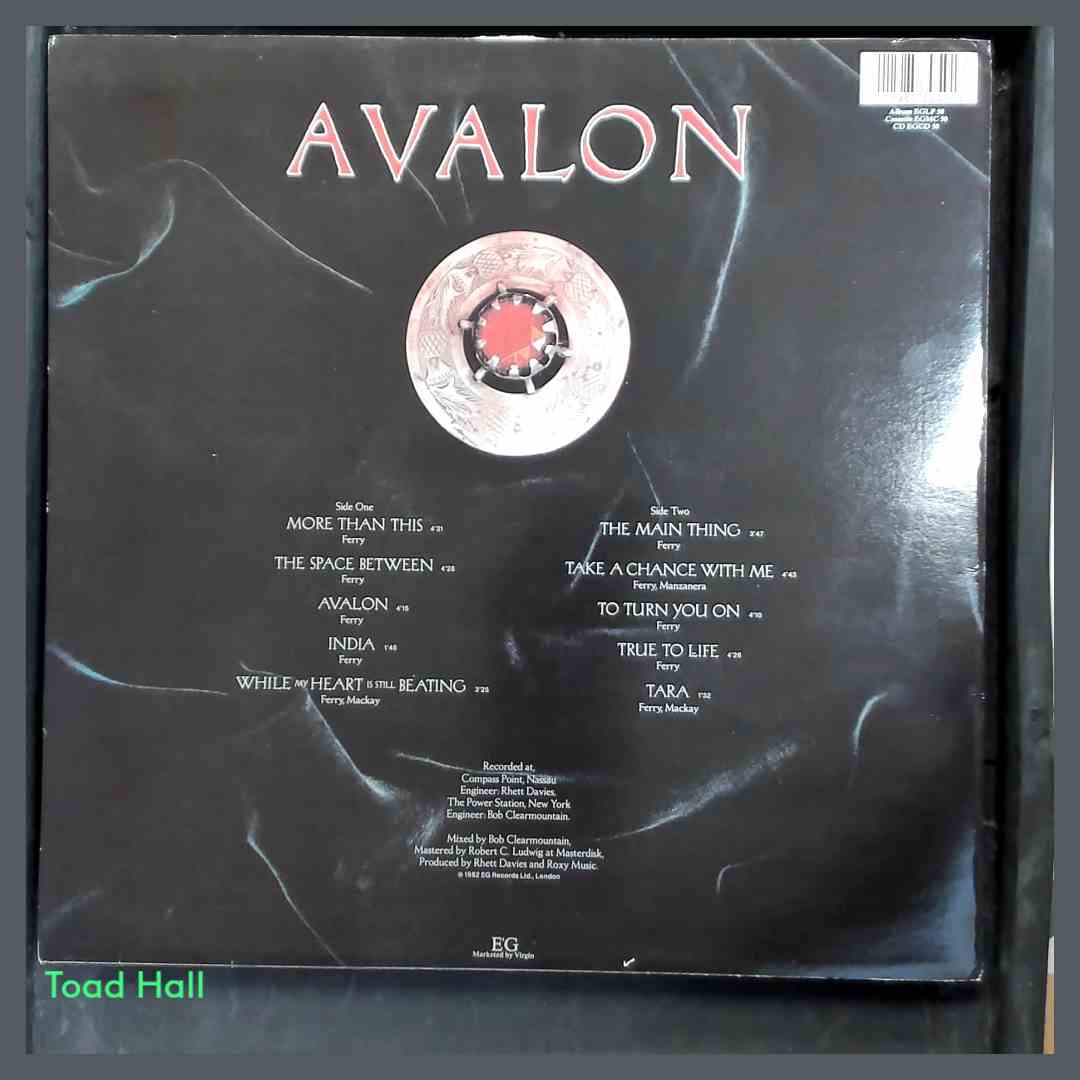 Album EGLP 50
Cassette EGMC 50
CD EGCD 50
AVALON
Side One
MORE THAN THIS 4'21
Ferry
THE SPACE BETWEEN 4'28
Ferry
AVALON 4'15
Ferry
INDIA 1'45
Ferry
WHILE MY HEART IS STILL BEATING 3'25
Ferry, Mackay
Side Two
THE MAIN THING 3'47
Ferry
TAKE A CHANCE WITH ME 4'43
Ferry, Manzanera
TO TURN YOU ON 4'10
Ferry
TRUE TO LIFE 4'26
Ferry
TARA 1'32
Ferry, Mackay
Recorded at,
Compass Point, Nassau
Engineer: Rhett Davies.
The Power Station, New York
Engineer: Bob Clearmountain.
Mixed by Bob Clearmountain,
Mastered by Robert C. Ludwig at Masterdisk,
Produced by Rhett Davies and Roxy Music.
℗ 1982 EG Records Ltd., London
E'G
Marketed by Virgin
Toad Hall